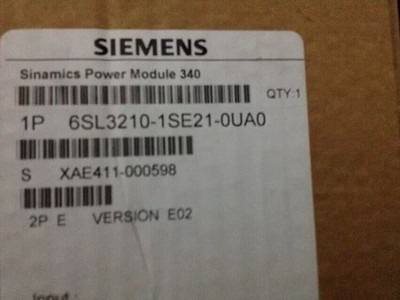 SIEMENS
Sinamics Power Module 340
QTY:1
1P 6SL3210-1SE21-0UA0
S XAE411-000598
2P E VERSION E02
Input :